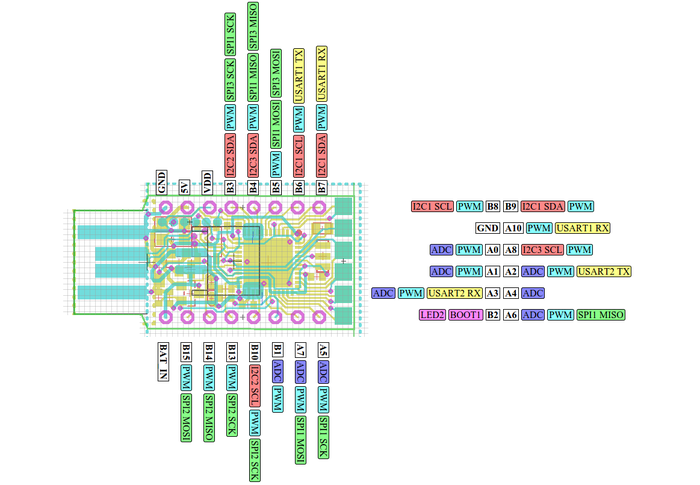 GND
5V
VDD
B3 I2C2 SDA PWM SPI3 SCK SPI1 SCK
B4 I2C3 SDA PWM SPI1 MISO SPI3 MISO
B5 PWM SPI1 MOSI SPI3 MOSI
B6 I2C1 SCL PWM USART1 TX
B7 I2C1 SDA PWM USART1 RX
I2C1 SCL PWM B8 B9 I2C1 SDA PWM
GND A10 PWM USART1 RX
ADC PWM A0 A8 I2C3 SCL PWM
ADC PWM A1 A2 ADC PWM USART2 TX
ADC PWM USART2 RX A3 A4 ADC
LED2 BOOT1 B2 A6 ADC PWM SPI1 MISO
BAT_IN
B15 PWM SPI2 MOSI
B14 PWM SPI2 MISO
B13 PWM SPI2 SCK
B10 I2C2 SCL PWM SPI2 SCK
B1 ADC PWM
A7 ADC PWM SPI1 MOSI
A5 ADC PWM SPI1 SCK